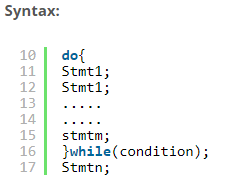 Syntax:
10 do{
11 Stmt1;
12 Stmt1;
13 .....
14 .....
15 stmtm;
16 }while(condition);
17 Stmtn;